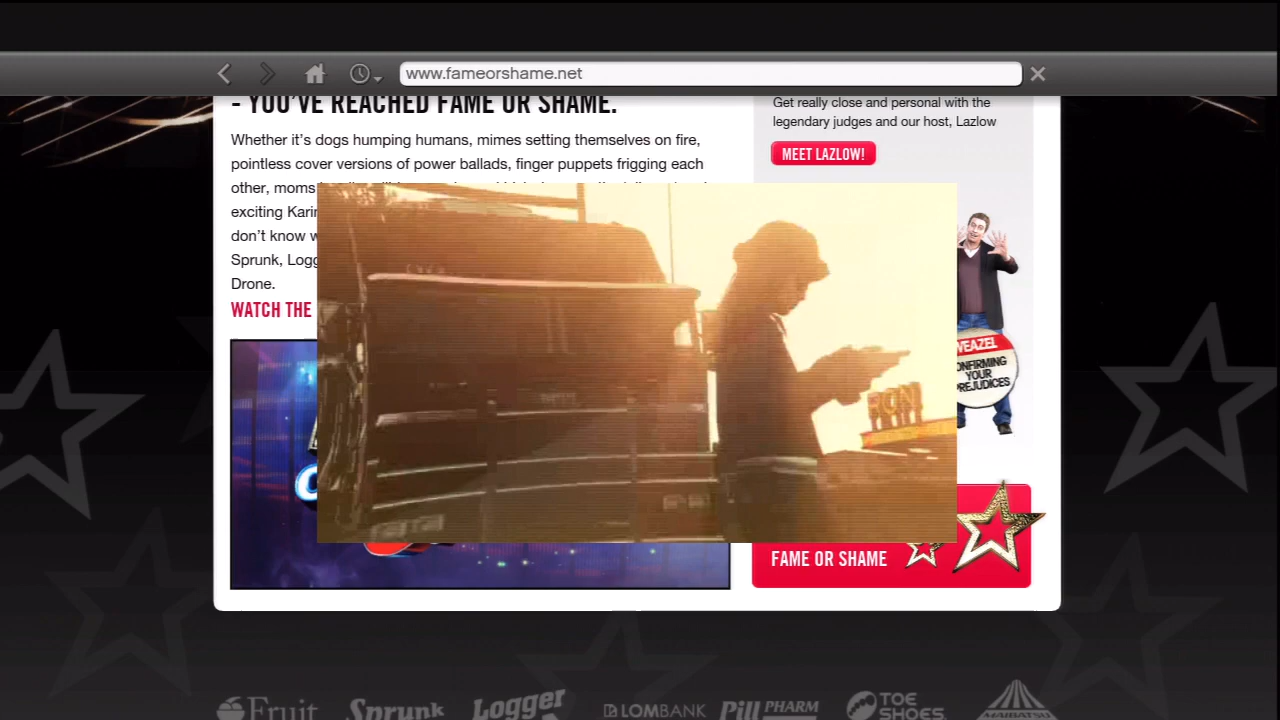 www.fameorshame.net
- YOU'VE REACHED FAME OR SHAME.
Whether it's dogs humping humans, mimes setting themselves on fire,
pointless cover versions of power ballads, finger puppets frigging each
other, moms
exciting
don't know
Sprunk,
Drone.
WATCH THE
Get really close and personal with the
legendary judges and our host, Lazlow
MEET LAZLOW!
WEAZEL
CONFIRMING
YOUR
PREJUDICES
RON
FAME OR SHAME
Fruit
Sprunk
Logger
LOMBANK
Pill PHARM
TOE
SHOES
MAIBATSU